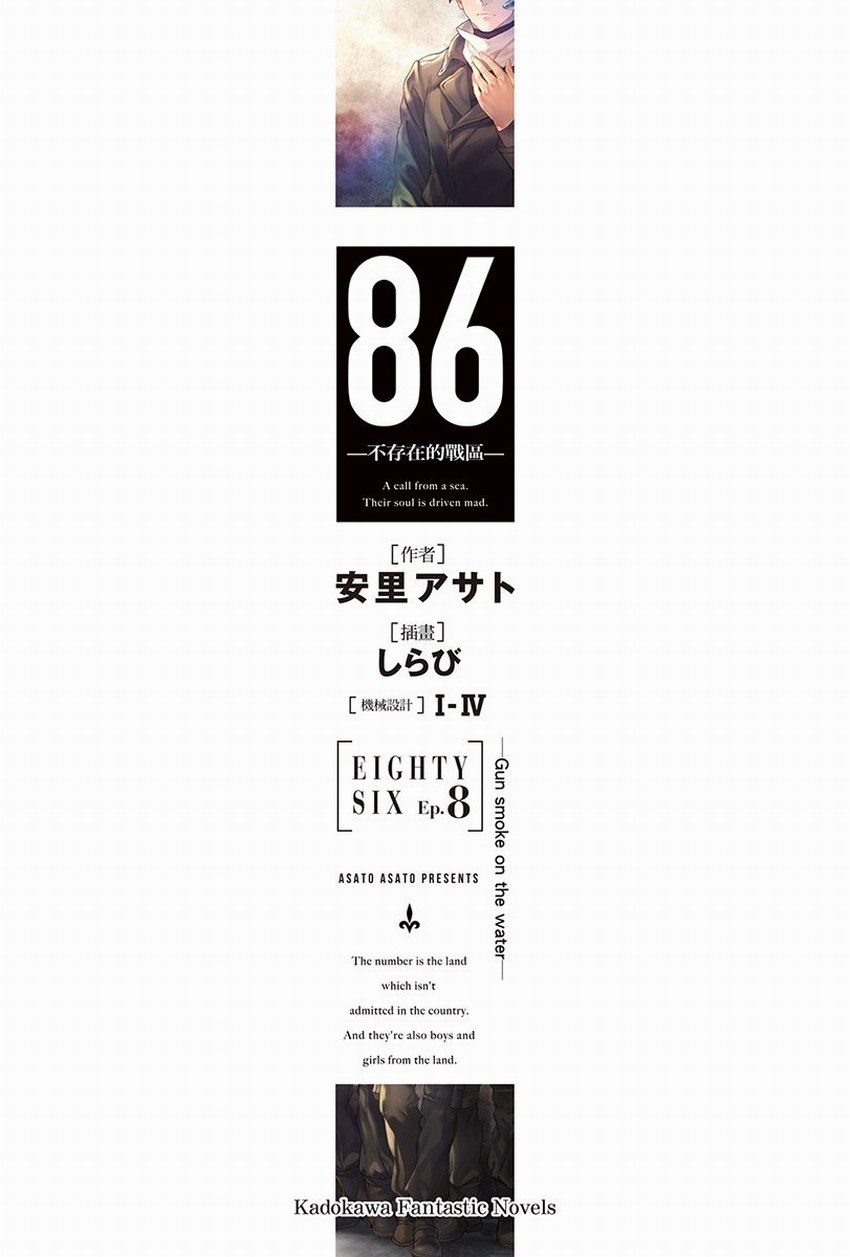 86
—不存在的戰區—
A call from a sea.
Their soul is driven mad.
[作者]
安里アサト
[插畫]
しらび
[機械設計] I-IV
EIGHTY
SIX Ep.8
—Gun smoke on the water—
ASATO ASATO PRESENTS
The number is the land
which isn't
admitted in the country.
And they're also boys and
girls from the land.
Kadokawa Fantastic Novels